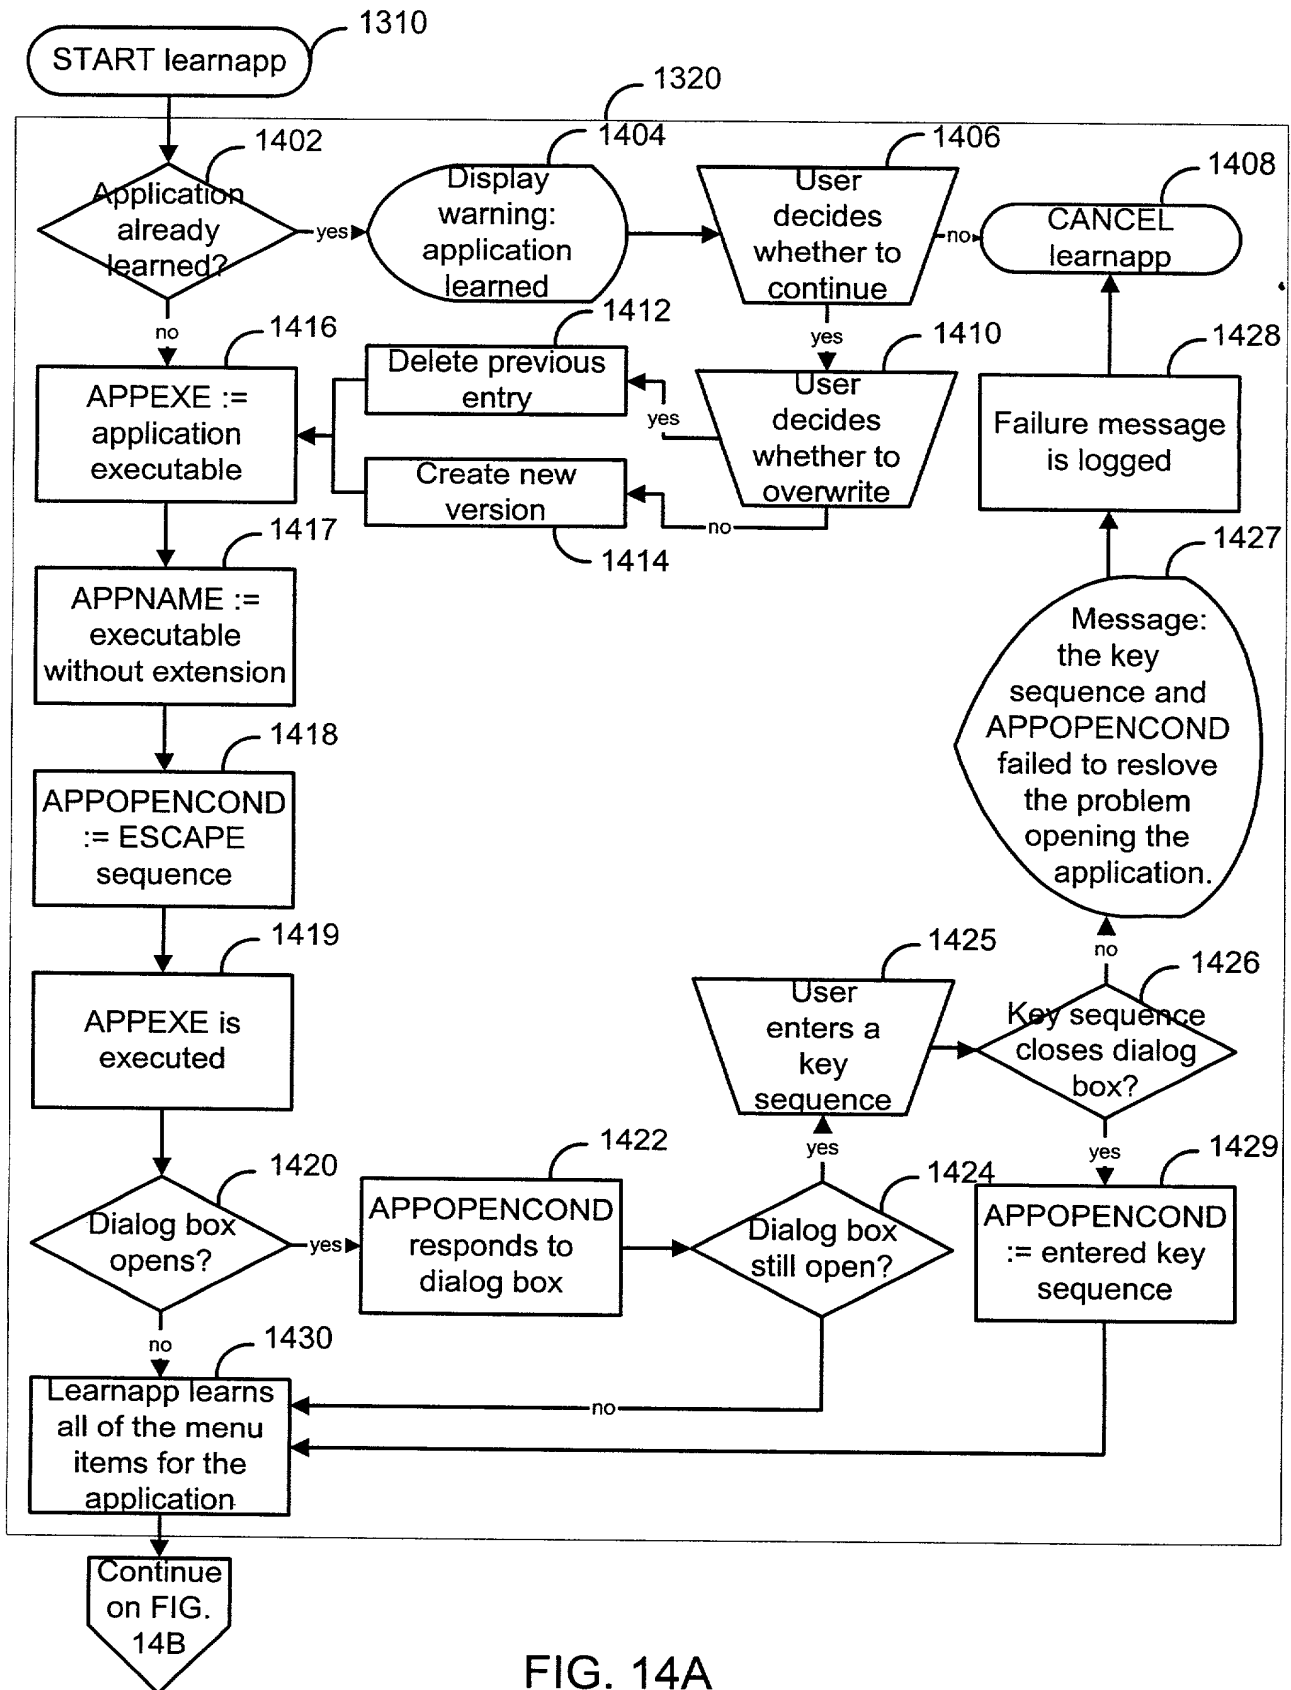 1310
START learnapp
1320
1402
Application
already
learned?
yes
no
1404
Display
warning:
application
learned
1406
User
decides
whether to
continue
no
yes
1408
CANCEL
learnapp
1412
Delete previous
entry
yes
1410
User
decides
whether to
overwrite
no
Create new
version
1414
1416
APPEXE :=
application
executable
1428
Failure message
is logged
1417
APPNAME :=
executable
without extension
1427
Message:
the key
sequence and
APPOPENCOND
failed to reslove
the problem
opening the
application.
1418
APPOPENCOND
:= ESCAPE
sequence
1419
APPEXE is
executed
1425
User
enters a
key
sequence
no
1426
Key sequence
closes dialog
box?
yes
1420
Dialog box
opens?
yes
no
1422
APPOPENCOND
responds to
dialog box
yes
1424
Dialog box
still open?
no
1429
APPOPENCOND
:= entered key
sequence
1430
Learnapp learns
all of the menu
items for the
application
Continue
on FIG.
14B
FIG. 14A